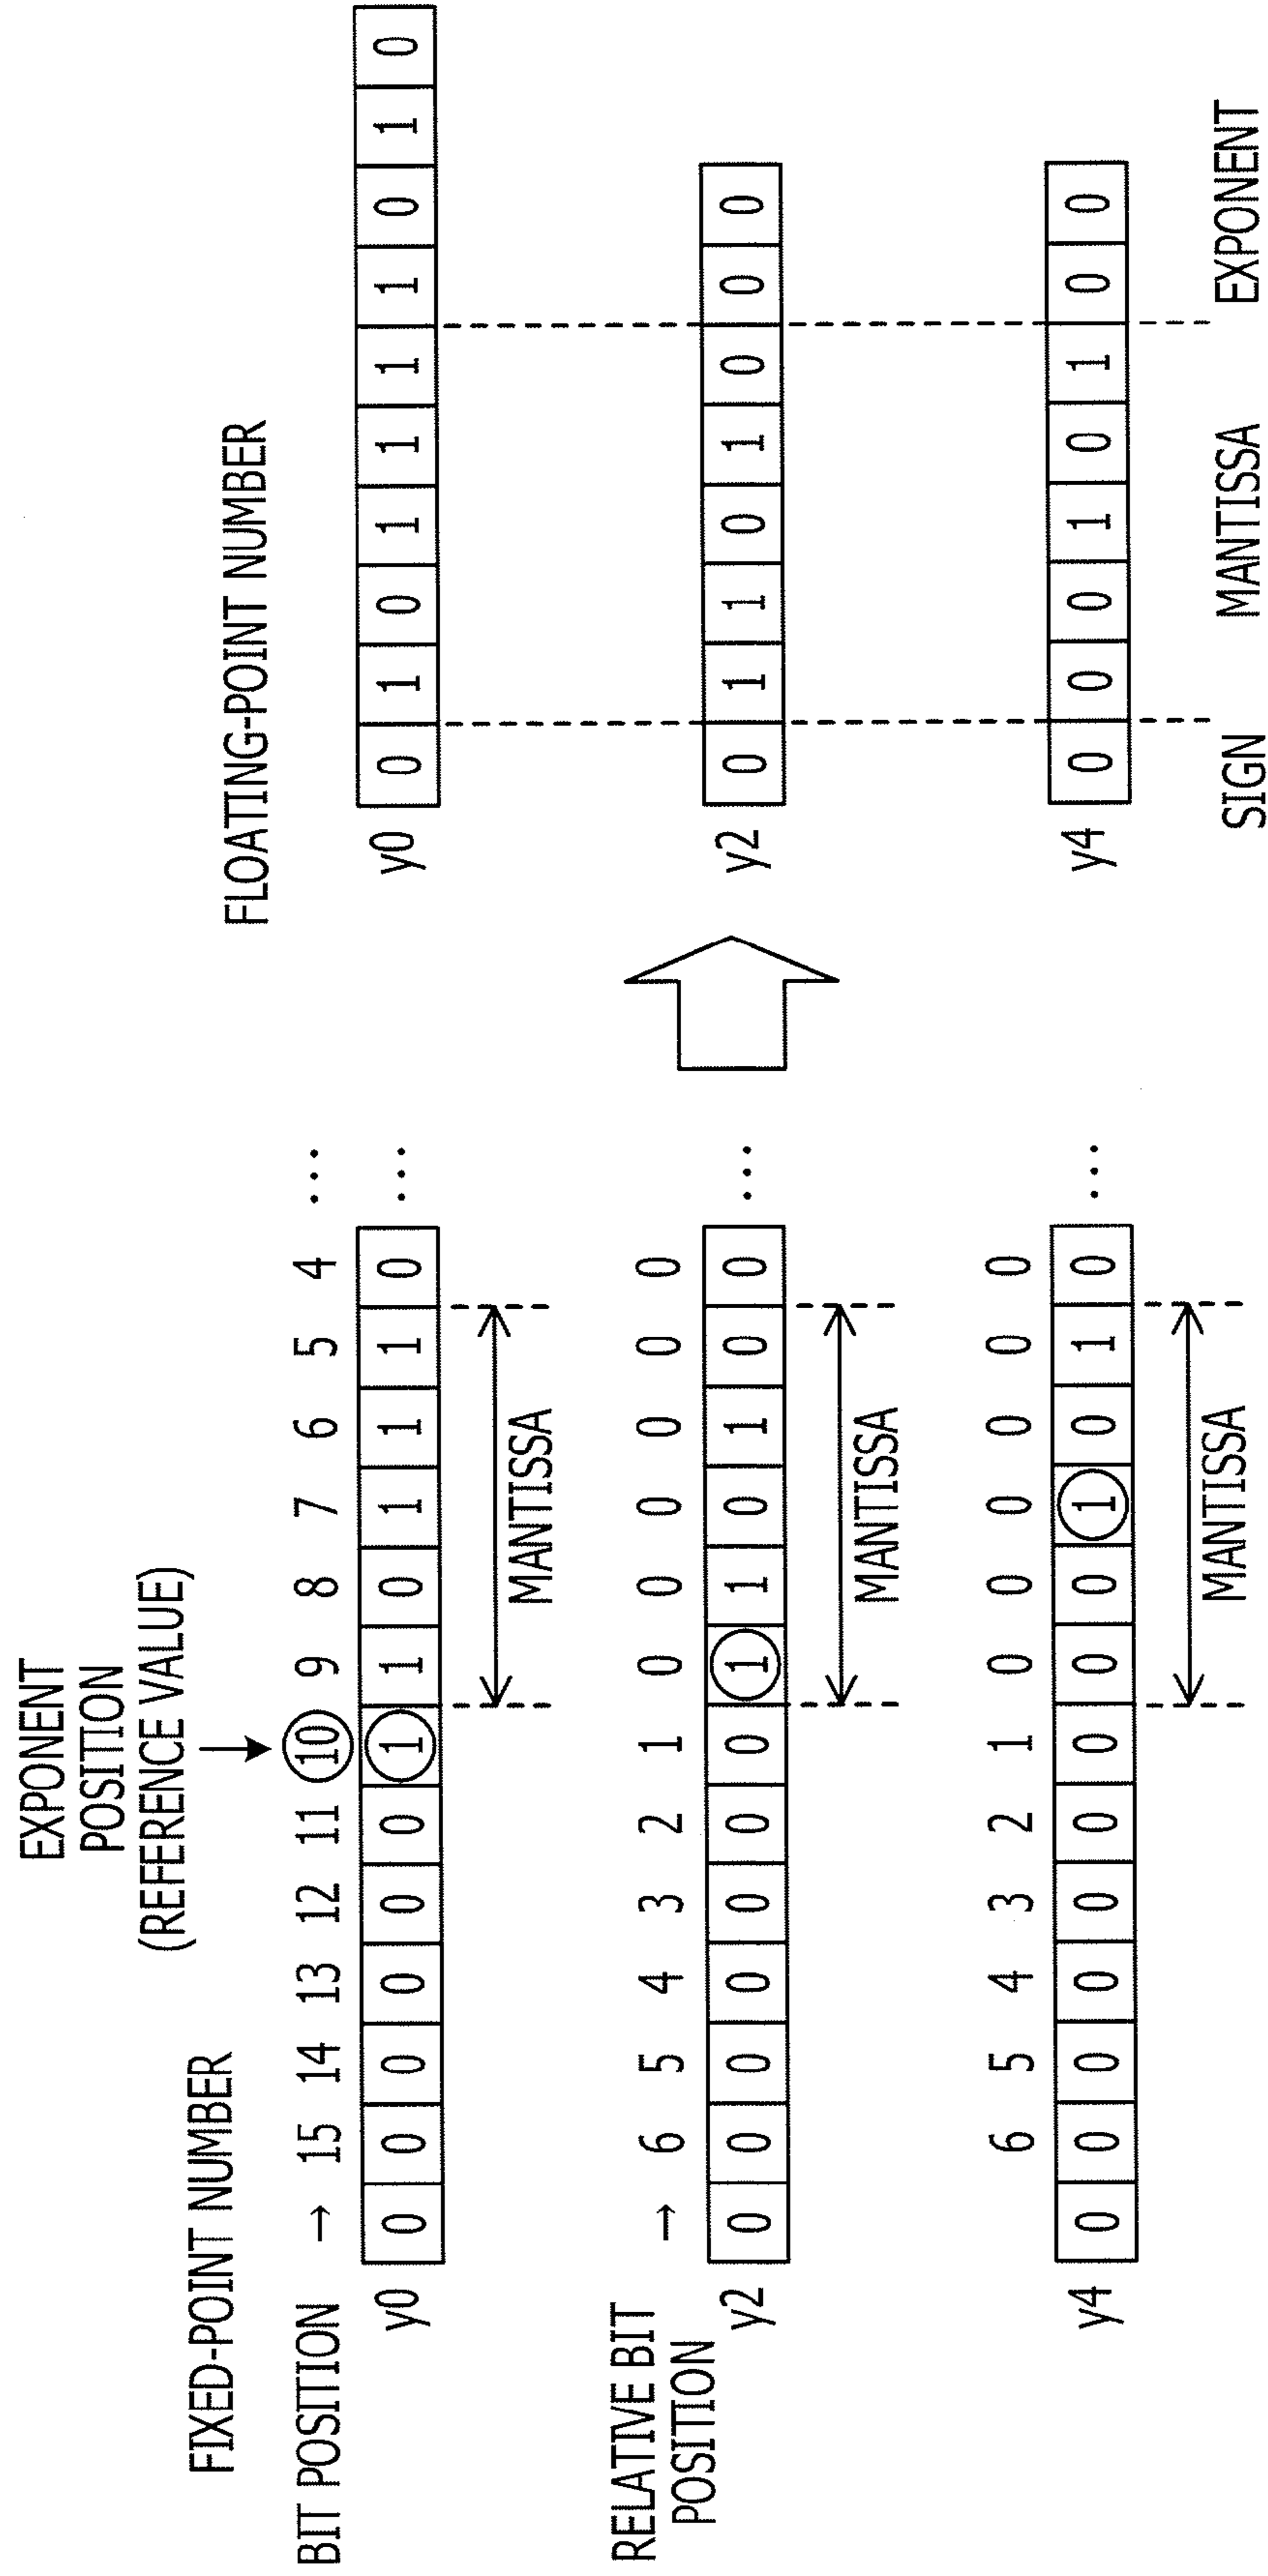 EXPONENT
POSITION
(REFERENCE VALUE)
FIXED-POINT NUMBER
FLOATING-POINT NUMBER
BIT POSITION → 15 14 13 12 11 10 9 8 7 6 5 4 ...
y0 0 0 0 0 0 0 1 1 0 1 1 1 0 ...
y0 0 1 0 1 1 1 1 0 1 0
MANTISSA
RELATIVE BIT
POSITION
→ 6 5 4 3 2 1 0 0 0 0 0 0
y2 0 0 0 0 0 0 0 1 1 0 1 0 0 ...
y2 0 1 1 0 1 0 0 0
MANTISSA
6 5 4 3 2 1 0 0 0 0 0 0
y4 0 0 0 0 0 0 0 0 0 1 0 1 0 ...
y4 0 0 0 1 0 1 0 0
MANTISSA
SIGN MANTISSA EXPONENT